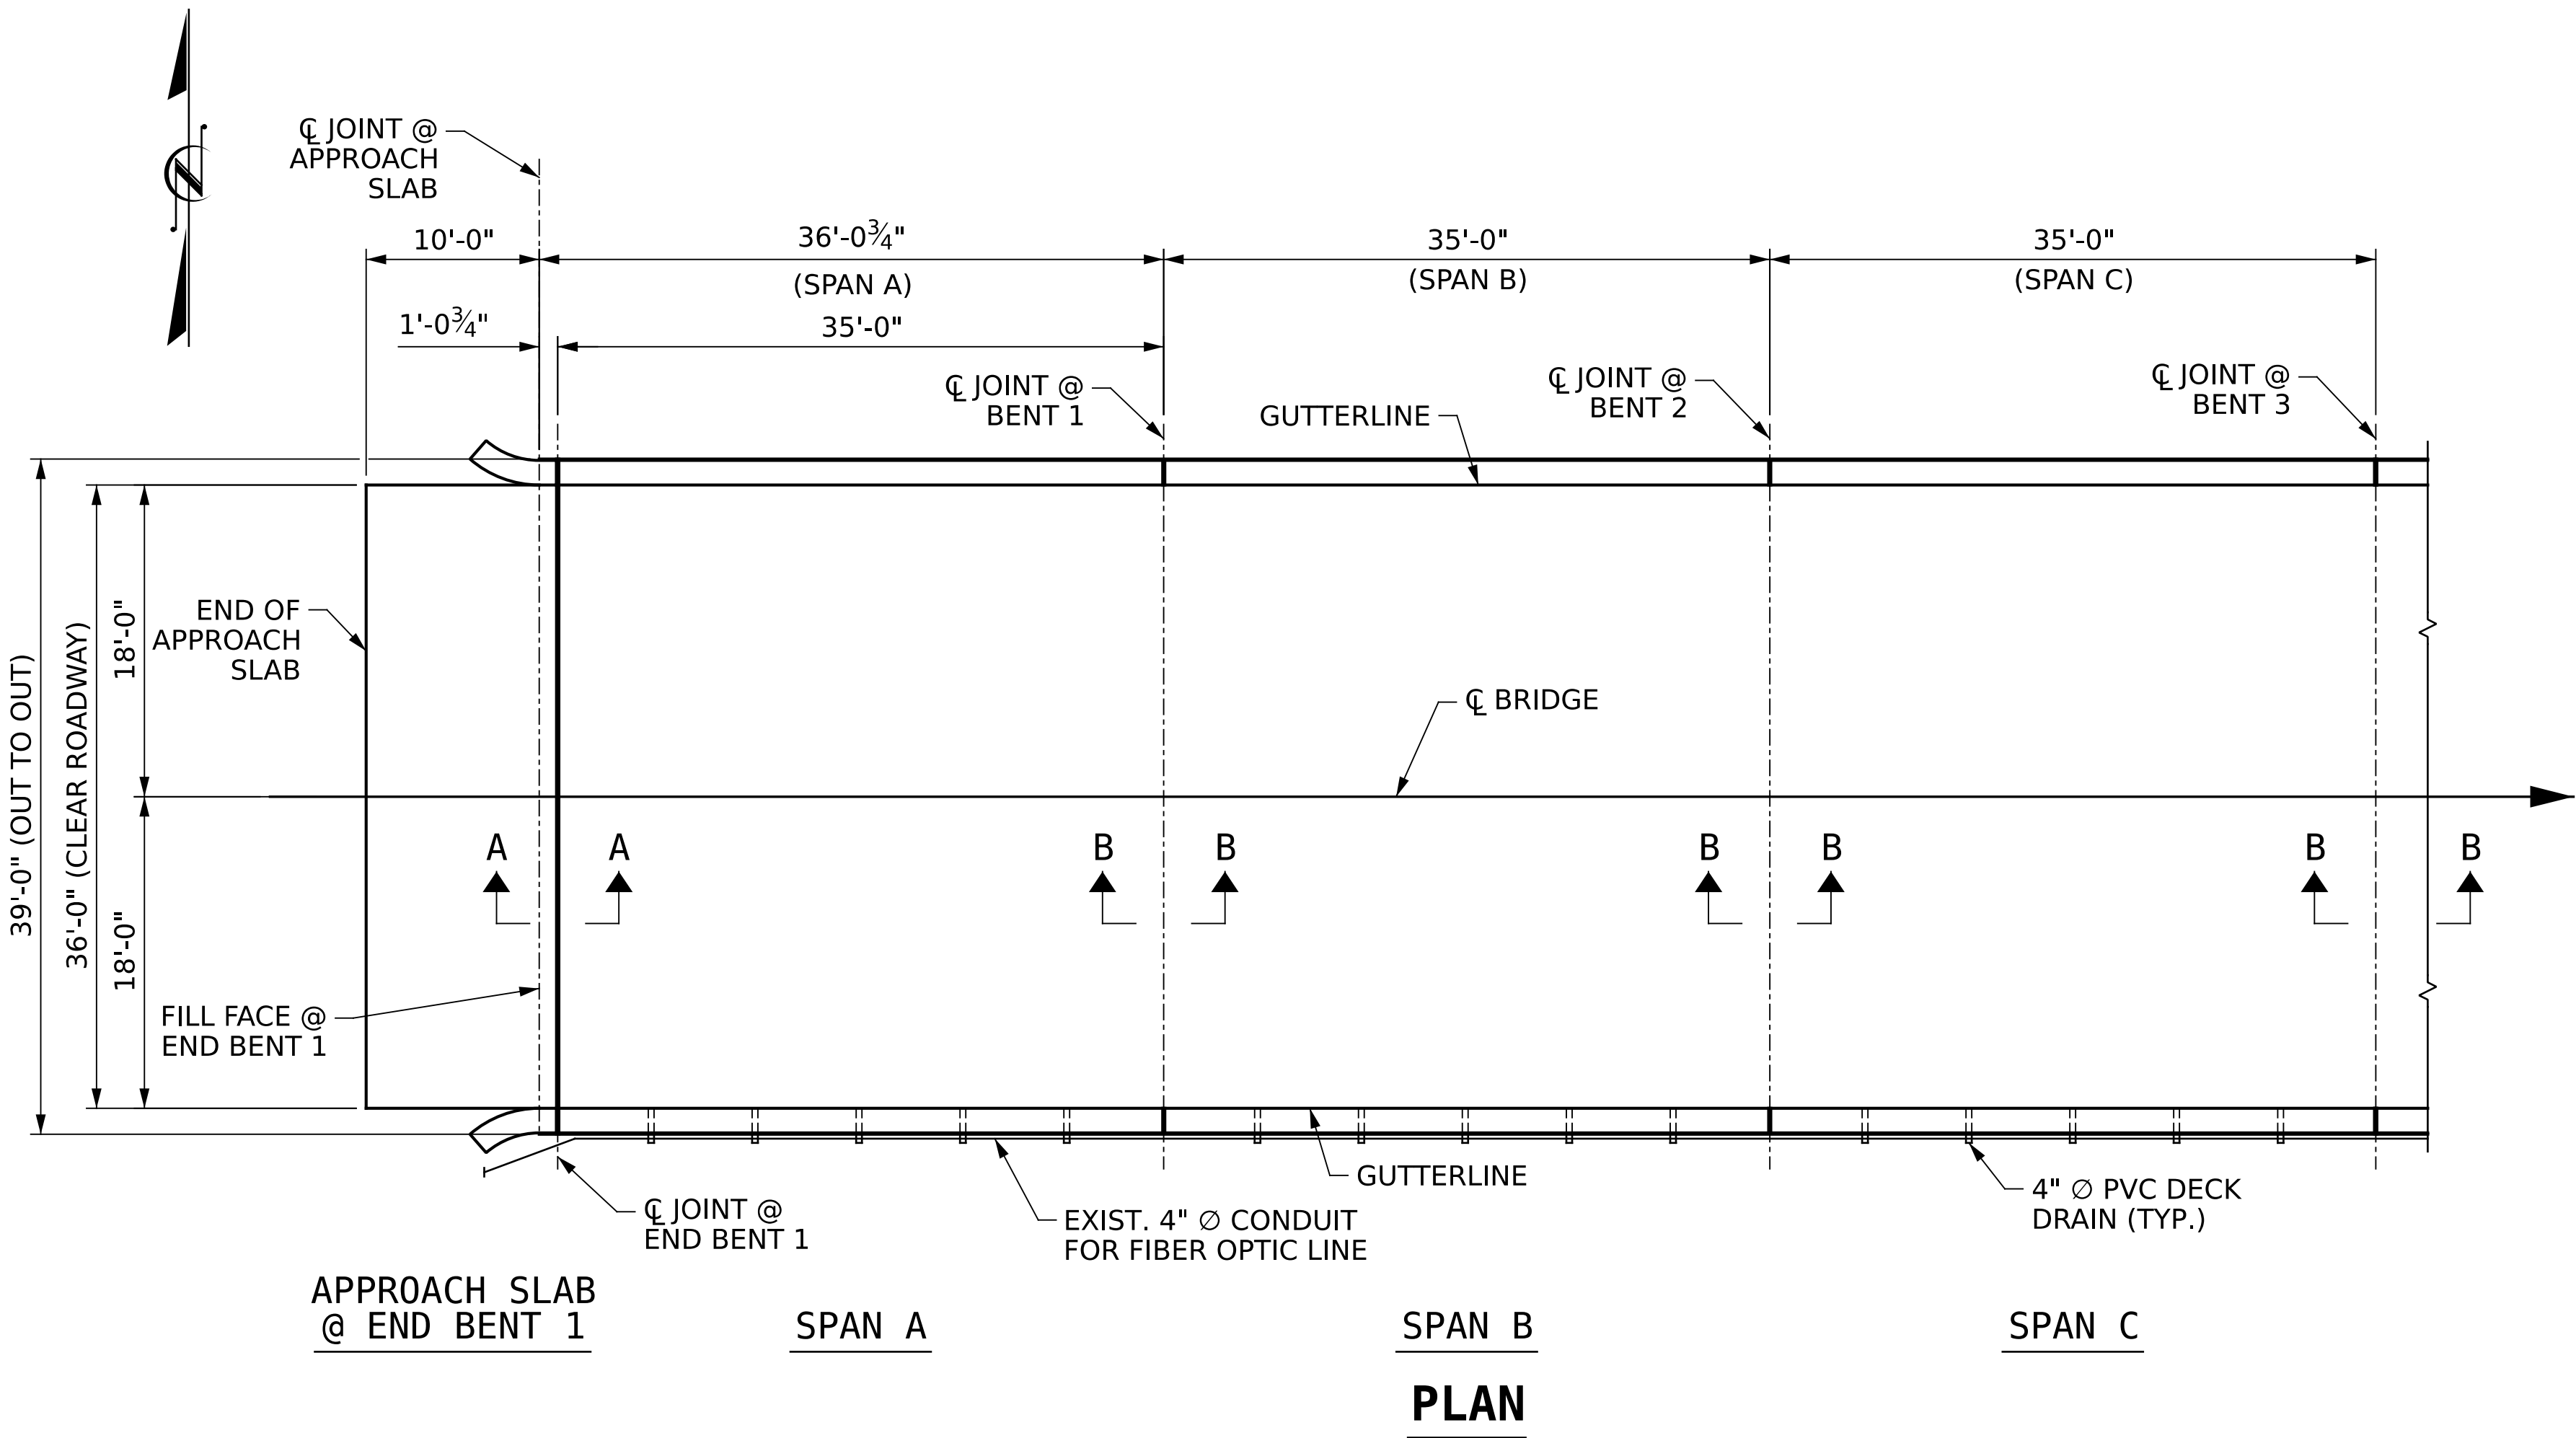 N
℄ JOINT @
APPROACH
SLAB
10'-0"
36'-0¾"
(SPAN A)
35'-0"
(SPAN B)
35'-0"
(SPAN C)
1'-0¾"
35'-0"
℄ JOINT @
BENT 1
GUTTERLINE
℄ JOINT @
BENT 2
℄ JOINT @
BENT 3
39'-0" (OUT TO OUT)
36'-0" (CLEAR ROADWAY)
18'-0"
18'-0"
END OF
APPROACH
SLAB
℄ BRIDGE
A A B B B B B B
FILL FACE @
END BENT 1
℄ JOINT @
END BENT 1
EXIST. 4" ∅ CONDUIT
FOR FIBER OPTIC LINE
GUTTERLINE
4" ∅ PVC DECK
DRAIN (TYP.)
APPROACH SLAB
@ END BENT 1
SPAN A
SPAN B
SPAN C
PLAN